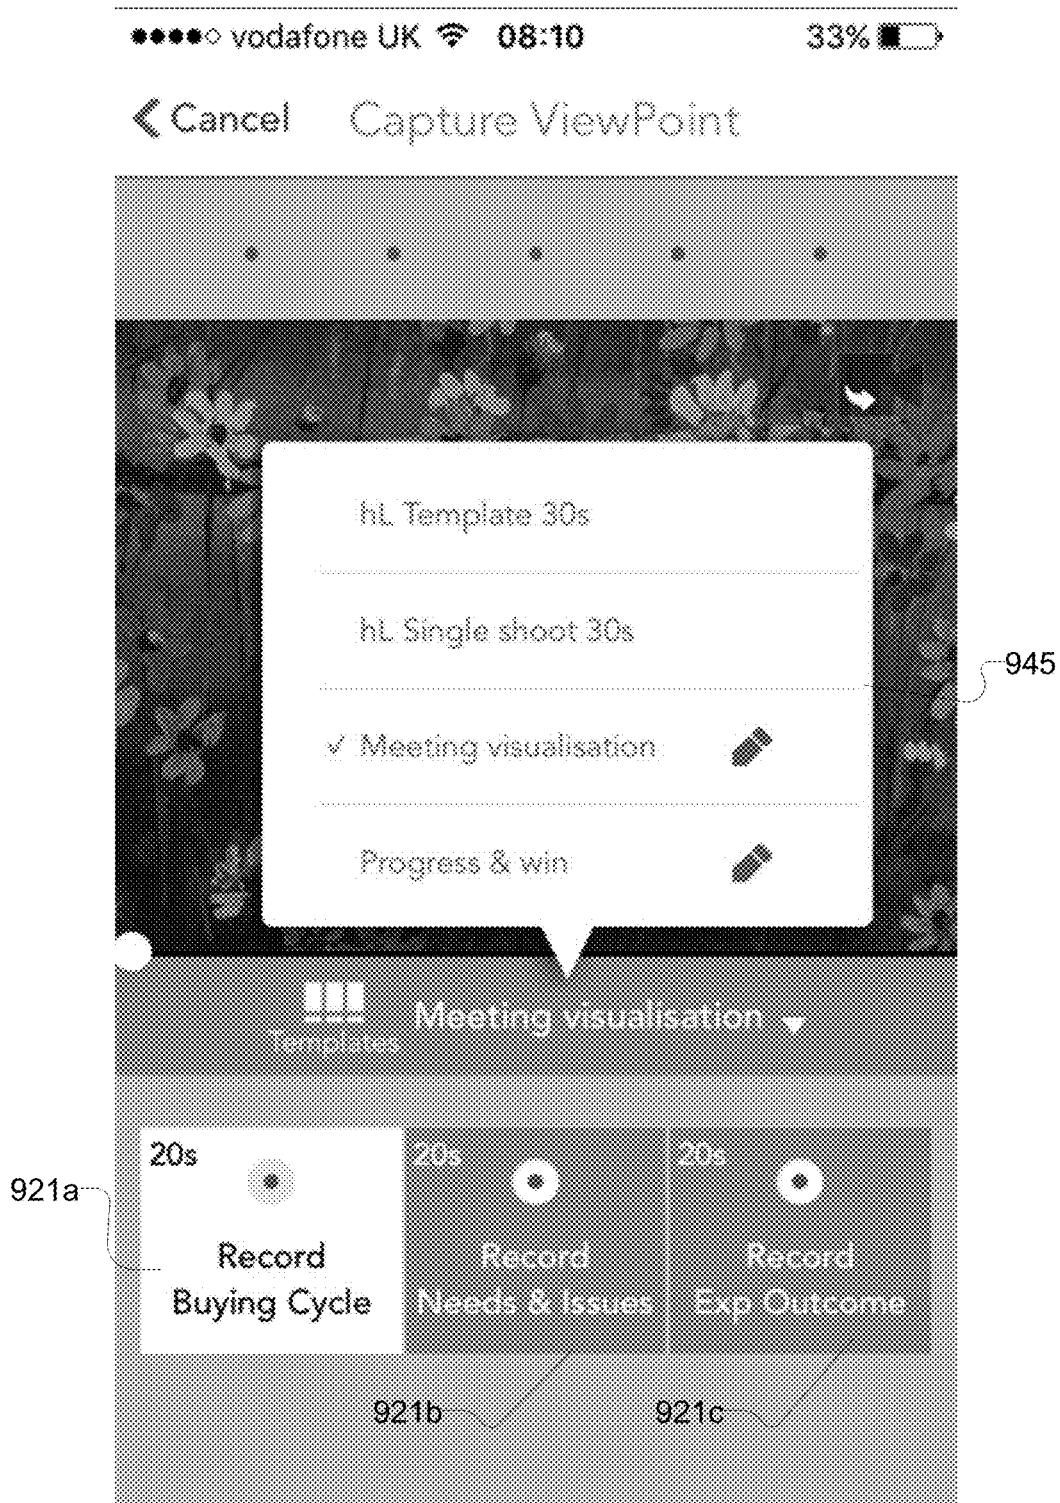 vodafone UK 08:10 33%
Cancel Capture ViewPoint
hL Template 30s
hL Single shoot 30s
945
✓ Meeting visualisation
Progress & win
Templates Meeting visualisation
20s 20s 20s
921a
Record Record Record
Buying Cycle Needs & Issues Exp Outcome
921b 921c